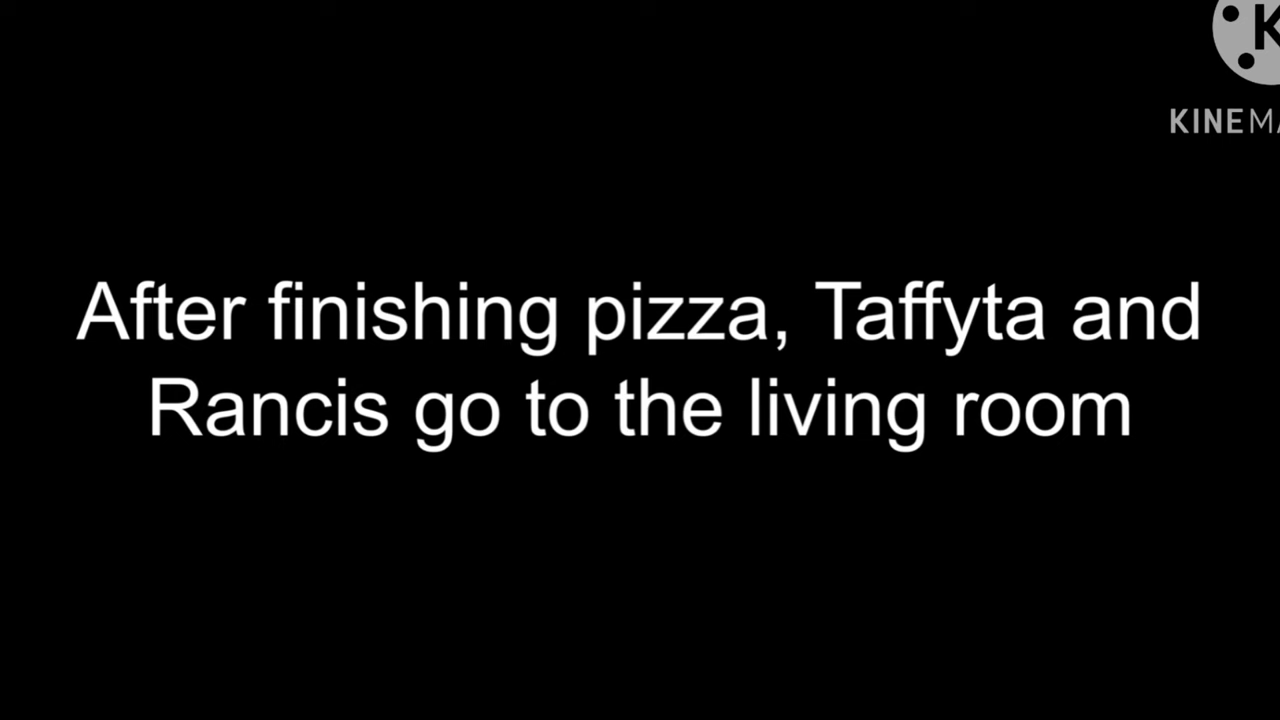 K
KINEMA
After finishing pizza, Taffyta and
Rancis go to the living room